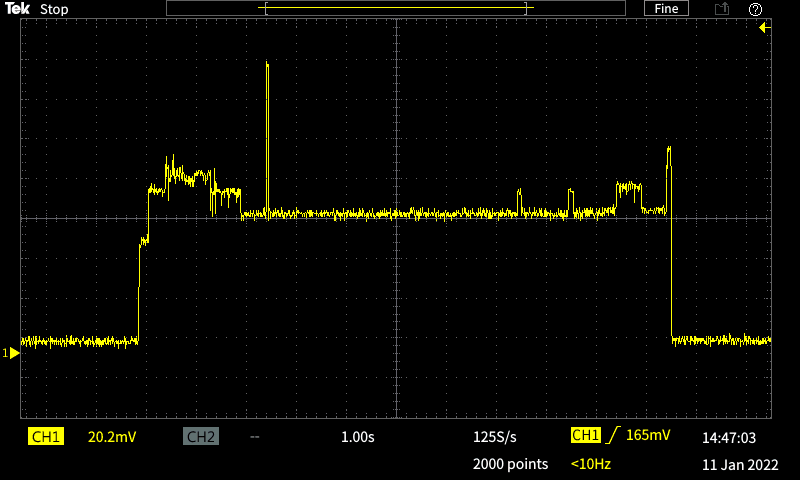 Tek Stop Fine ?
1
CH1 20.2mV CH2 -- 1.00s 125S/s CH1 165mV 14:47:03
2000 points <10Hz 11 Jan 2022